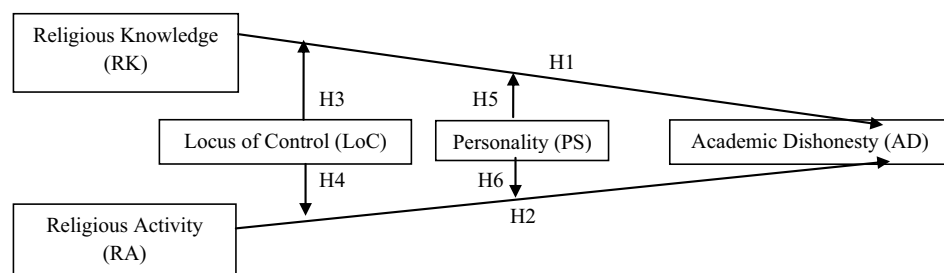 Religious Knowledge
(RK)
H1
H3
H5
Locus of Control (LoC)
Personality (PS)
Academic Dishonesty (AD)
H4
H6
H2
Religious Activity
(RA)